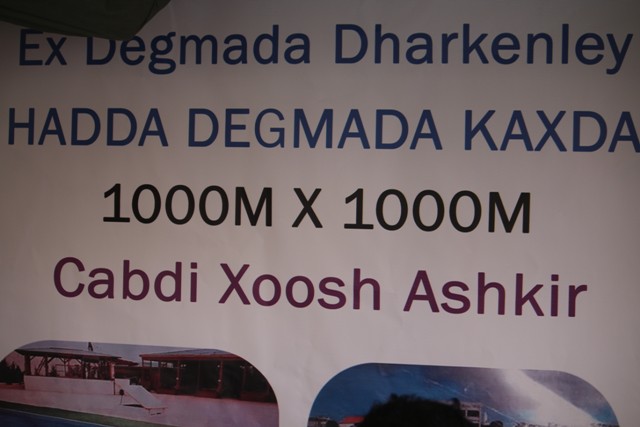 Ex Degmada Dharkenley
HADDA DEGMADA KAXDA
1000M X 1000M
Cabdi Xoosh Ashkir